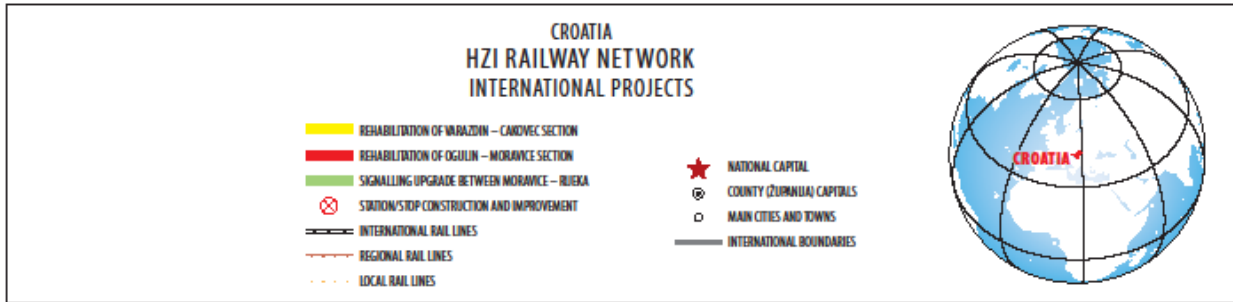 CROATIA
HZI RAILWAY NETWORK
INTERNATIONAL PROJECTS
REHABILITATION OF VARAZDIN – CAKOVEC SECTION
REHABILITATION OF OGULIN – MORAVICE SECTION
SIGNALLING UPGRADE BETWEEN MORAVICE – RIJEKA
STATION/STOP CONSTRUCTION AND IMPROVEMENT
INTERNATIONAL RAIL LINES
REGIONAL RAIL LINES
LOCAL RAIL LINES
NATIONAL CAPITAL
COUNTY (ŽUPANIJA) CAPITALS
MAIN CITIES AND TOWNS
INTERNATIONAL BOUNDARIES
CROATIA